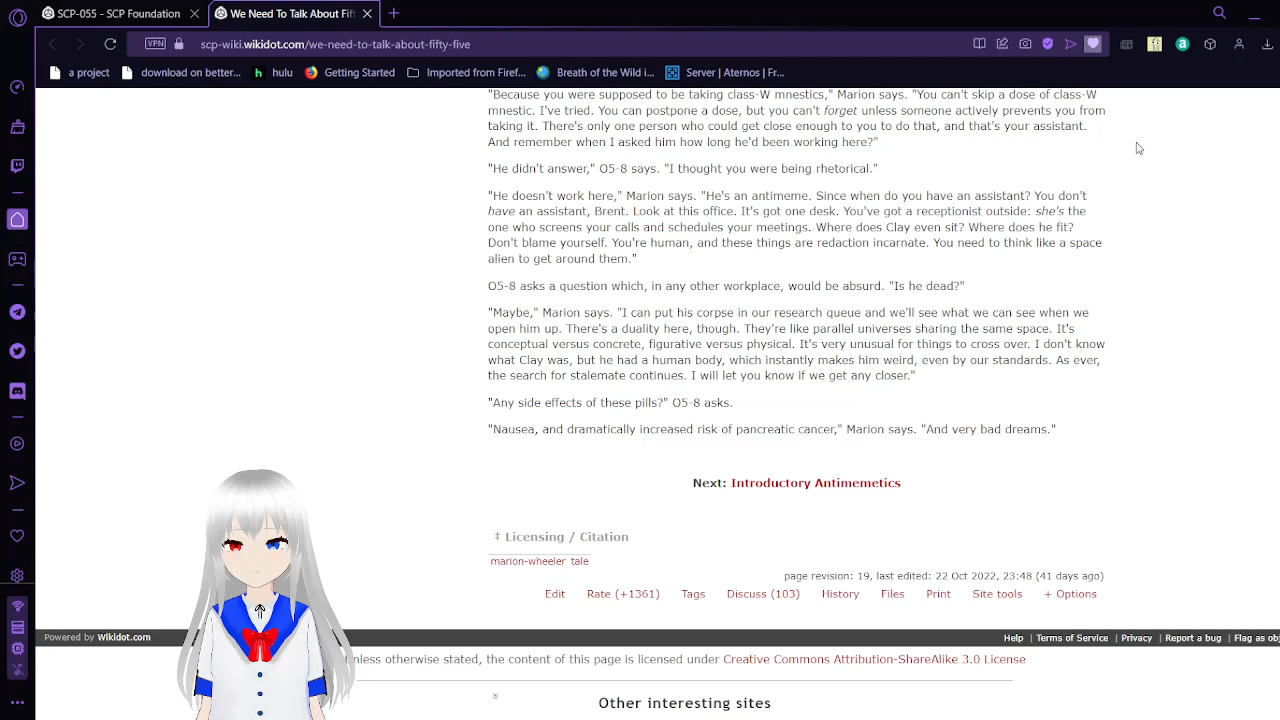 SCP-055 - SCP Foundation
We Need To Talk About Fift
VPN
scp-wiki.wikidot.com/we-need-to-talk-about-fifty-five
a project
download on better...
hulu
Getting Started
Imported from Firef...
Breath of the Wild i...
Server | Aternos | Fr...
"Because you were supposed to be taking class-W mnestics," Marion says. "You can't skip a dose of class-W
mnestic. I've tried. You can postpone a dose, but you can't forget unless someone actively prevents you from
taking it. There's only one person who could get close enough to you to do that, and that's your assistant.
And remember when I asked him how long he'd been working here?"
"He didn't answer," O5-8 says. "I thought you were being rhetorical."
"He doesn't work here," Marion says. "He's an antimeme. Since when do you have an assistant? You don't
have an assistant, Brent. Look at this office. It's got one desk. You've got a receptionist outside: she's the
one who screens your calls and schedules your meetings. Where does Clay even sit? Where does he fit?
Don't blame yourself. You're human, and these things are redaction incarnate. You need to think like a space
alien to get around them."
O5-8 asks a question which, in any other workplace, would be absurd. "Is he dead?"
"Maybe," Marion says. "I can put his corpse in our research queue and we'll see what we can see when we
open him up. There's a duality here, though. They're like parallel universes sharing the same space. It's
conceptual versus concrete, figurative versus physical. It's very unusual for things to cross over. I don't know
what Clay was, but he had a human body, which instantly makes him weird, even by our standards. As ever,
the search for stalemate continues. I will let you know if we get any closer."
"Any side effects of these pills?" O5-8 asks.
"Nausea, and dramatically increased risk of pancreatic cancer," Marion says. "And very bad dreams."
Next: Introductory Antimemetics
‡ Licensing / Citation
marion-wheeler tale
page revision: 19, last edited: 22 Oct 2022, 23:48 (41 days ago)
Edit Rate (+1361) Tags Discuss (103) History Files Print Site tools + Options
Powered by Wikidot.com
Help | Terms of Service | Privacy | Report a bug | Flag as obj
nless otherwise stated, the content of this page is licensed under Creative Commons Attribution-ShareAlike 3.0 License
Other interesting sites